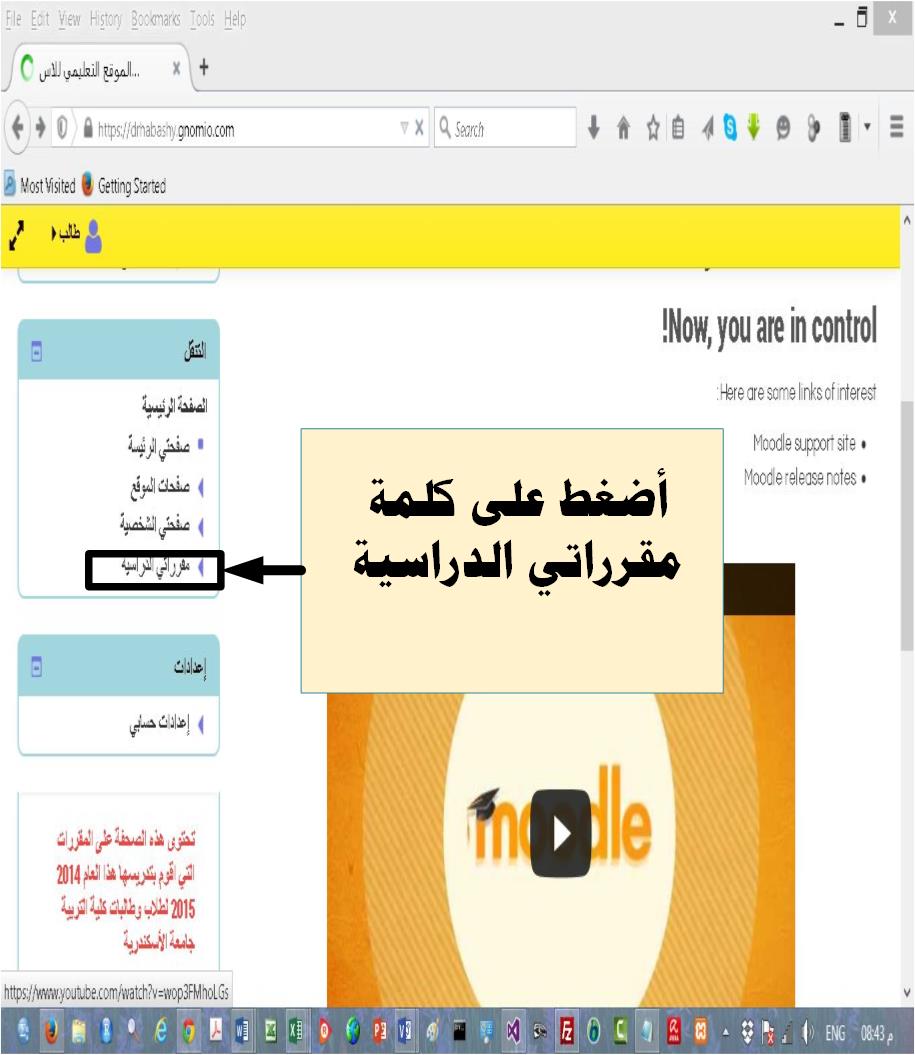 File Edit View History Bookmarks Tools Help
الموقع التعليمي للاس...
https://drhabashy.gnomio.com
Search
Most Visited
Getting Started
طالب
التنقل
الصفحة الرئيسية
صفحتي الرئيسة
صفحات الموقع
صفحتي الشخصية
مقرراتي الدراسية
إعدادات
إعدادات حسابي
تحتوى هذه الصحفة على المقررات
التي اقوم بتدريسها هذا العام 2014
2015 لطلاب وطالبات كلية التربية
جامعة الأسكندرية
!Now, you are in control
:Here are some links of interest
Moodle support site
Moodle release notes
أضغط على كلمة
مقرراتي الدراسية
moodle
https://www.youtube.com/watch?v=wop3FMhoLGs
ENG
08:43 م